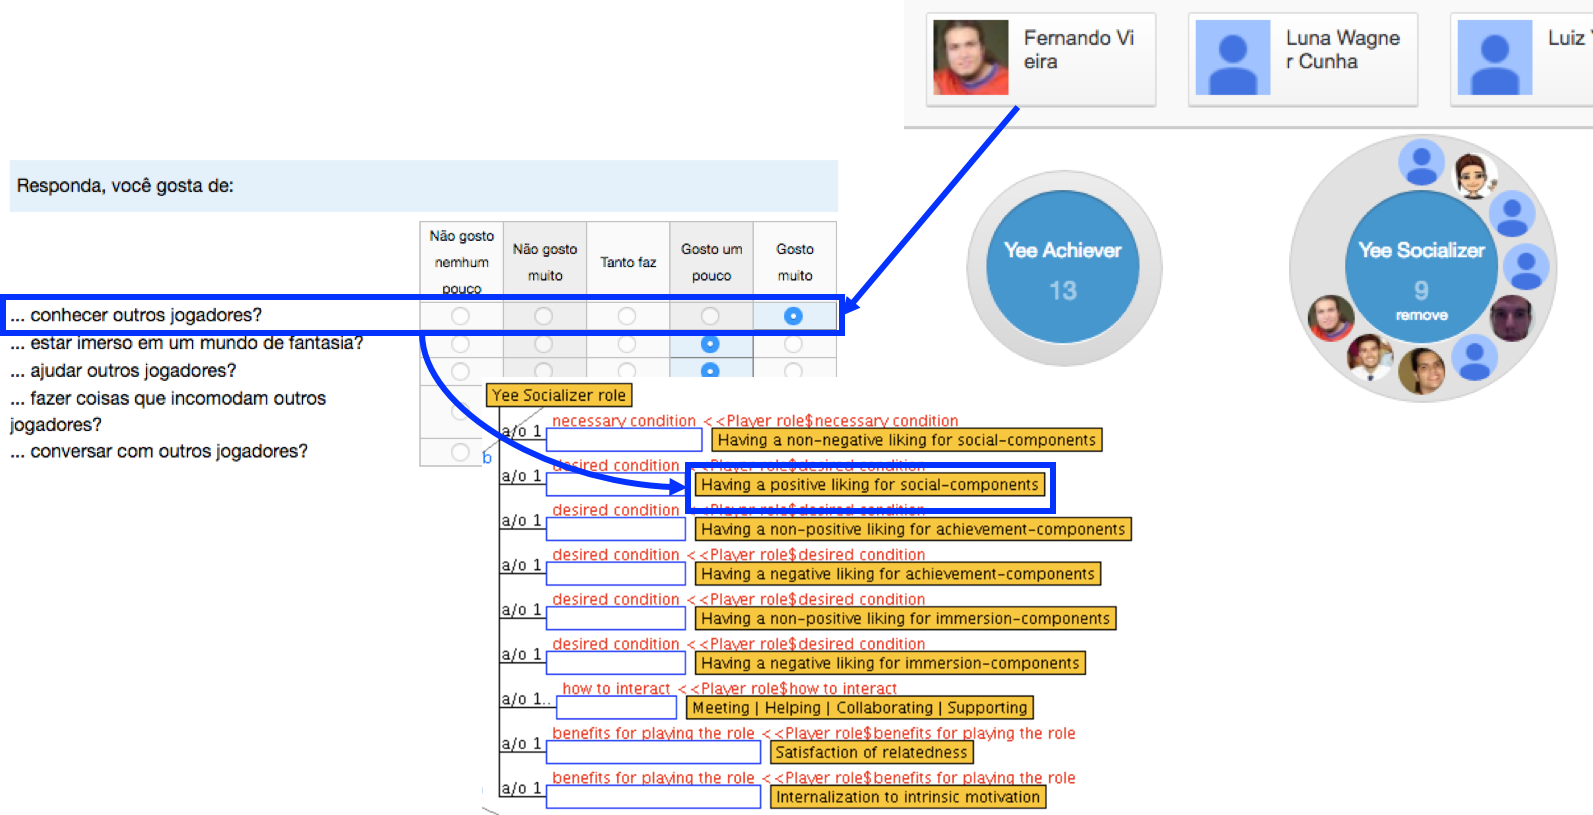 Fernando Vi
eira
Luna Wagne
r Cunha
Luiz
Responda, você gosta de:
Não gosto
nemhum
pouco
Não gosto
muito
Tanto faz
Gosto um
pouco
Gosto
muito
... conhecer outros jogadores?
... estar imerso em um mundo de fantasia?
... ajudar outros jogadores?
... fazer coisas que incomodam outros
jogadores?
... conversar com outros jogadores?
Yee Achiever
13
Yee Socializer
9
remove
Yee Socializer role
necessary condition <<Player role$necessary condition
a/o 1
Having a non-negative liking for social-components
b
desired condition <<Player role$desired condition
a/o 1
Having a positive liking for social-components
desired condition <<Player role$desired condition
a/o 1
Having a non-positive liking for achievement-components
desired condition <<Player role$desired condition
a/o 1
Having a negative liking for achievement-components
desired condition <<Player role$desired condition
a/o 1
Having a non-positive liking for immersion-components
desired condition <<Player role$desired condition
a/o 1
Having a negative liking for immersion-components
how to interact <<Player role$how to interact
a/o 1..
Meeting | Helping | Collaborating | Supporting
benefits for playing the role <<Player role$benefits for playing the role
a/o 1
Satisfaction of relatedness
benefits for playing the role <<Player role$benefits for playing the role
a/o 1
Internalization to intrinsic motivation